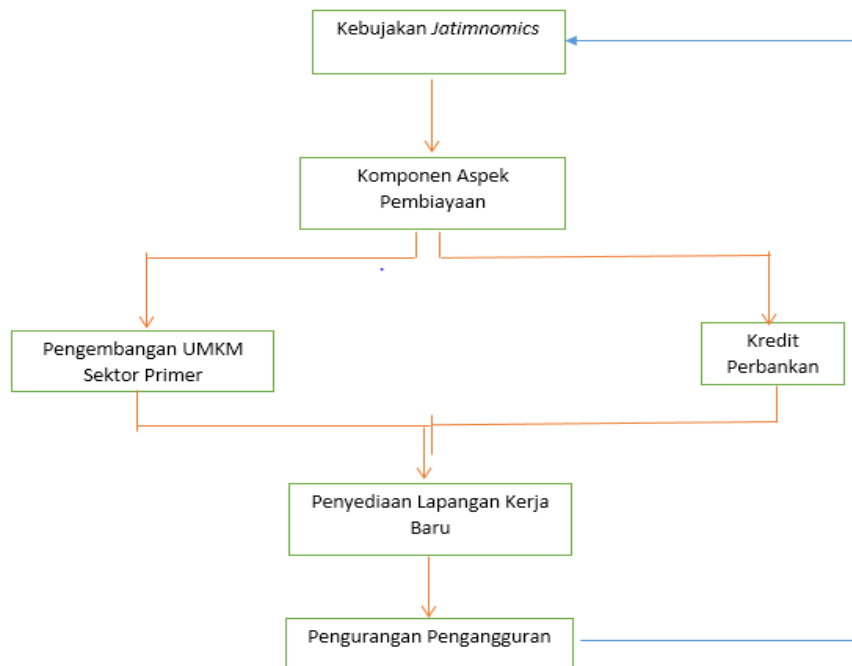 Kebujakan Jatimnomics
Komponen Aspek
Pembiayaan
Pengembangan UMKM
Sektor Primer
Kredit
Perbankan
Penyediaan Lapangan Kerja
Baru
Pengurangan Pengangguran